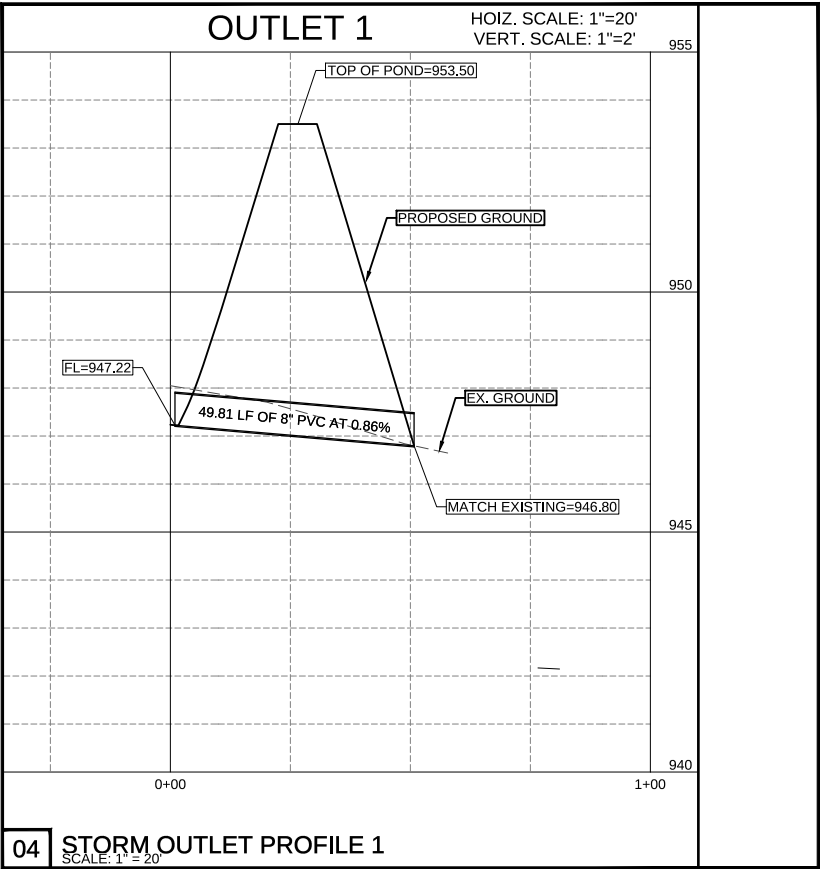 OUTLET 1
HOIZ. SCALE: 1"=20'
VERT. SCALE: 1"=2'
955
TOP OF POND=953.50
PROPOSED GROUND
950
FL=947.22
EX. GROUND
49.81 LF OF 8" PVC AT 0.86%
MATCH EXISTING=946.80
945
940
0+00
1+00
04
STORM OUTLET PROFILE 1
SCALE: 1" = 20'